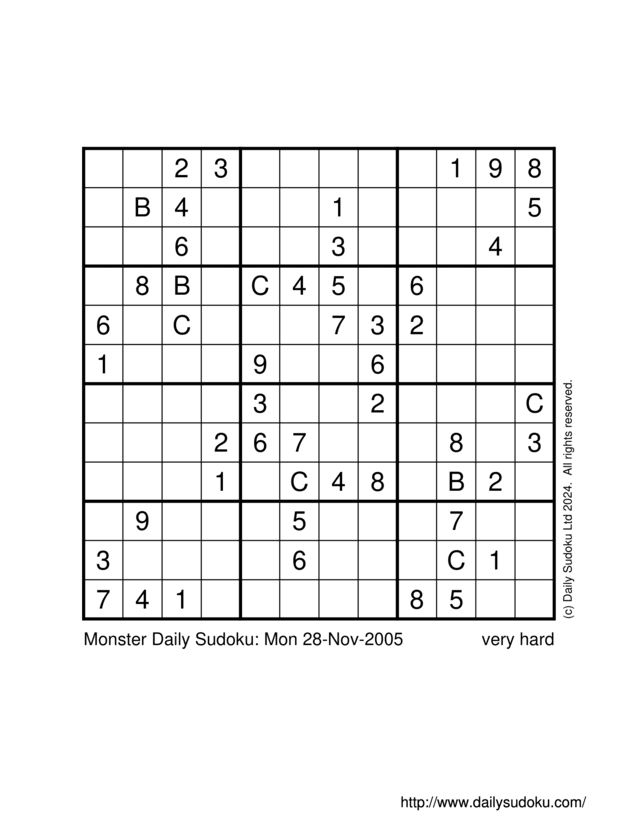 2 3 1 9 8
B 4 1 5
6 3 4
8 B C 4 5 6
6 C 7 3 2
1 9 6
3 2 C
2 6 7 8 3
1 C 4 8 B 2
9 5 7
3 6 C 1
7 4 1 8 5
(c) Daily Sudoku Ltd 2024. All rights reserved.
Monster Daily Sudoku: Mon 28-Nov-2005 very hard
http://www.dailysudoku.com/